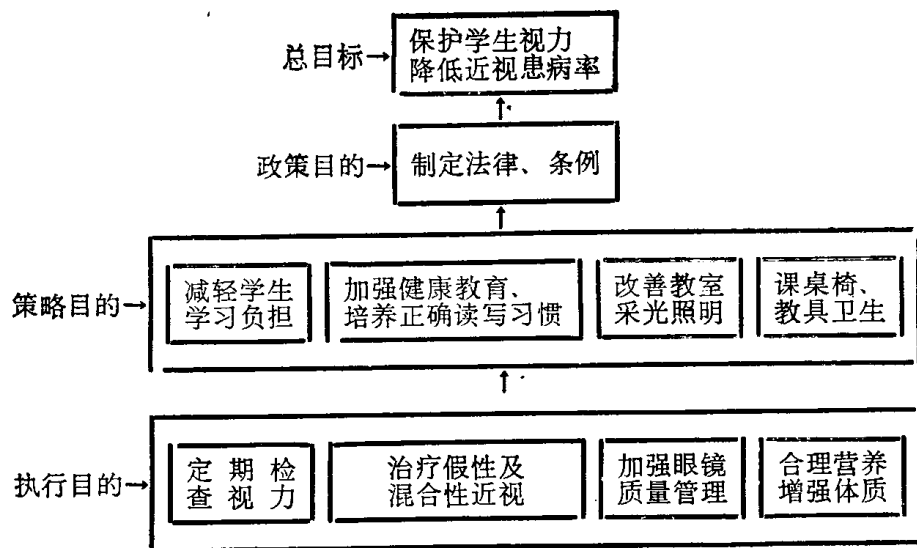 总目标→
保护学生视力
降低近视患病率
↑
政策目的→
制定法律、条例
↑
策略目的→
减轻学生
学习负担
加强健康教育、
培养正确读写习惯
改善教室
采光照明
课桌椅、
教具卫生
↑
执行目的→
定期检
查视力
治疗假性及
混合性近视
加强眼镜
质量管理
合理营养
增强体质